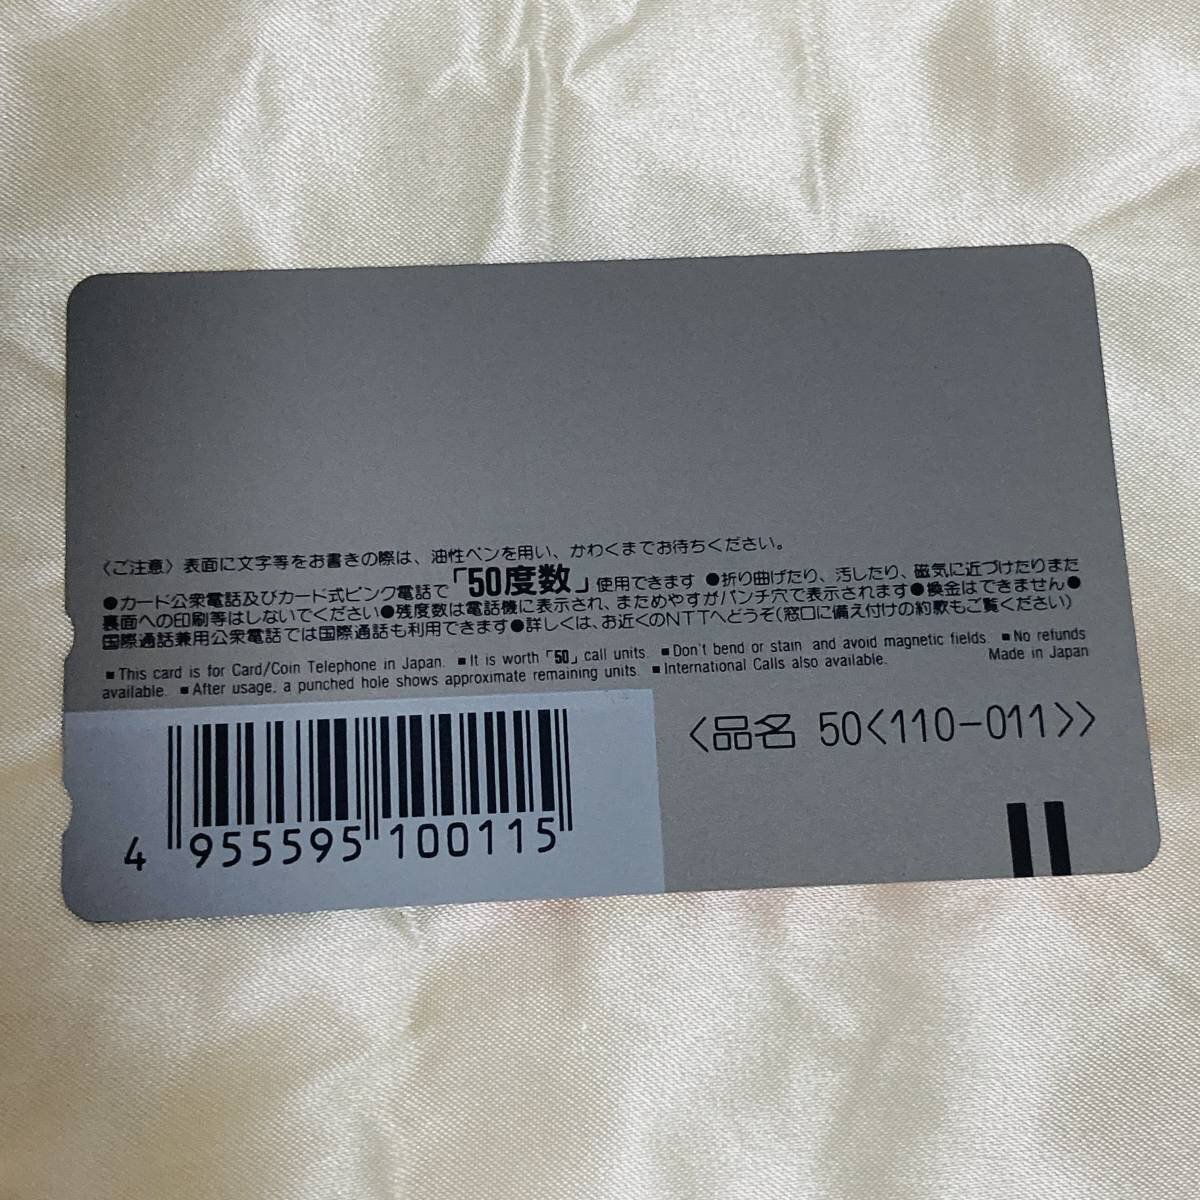 〈ご注意〉表面に文字等をお書きの際は、油性ペンを用い、かわくまでお待ちください。
●カード公衆電話及びカード式ピンク電話で「50度数」使用できます ●折り曲げたり、汚したり、磁気に近づけたりまた
裏面への印刷等はしないでください●残度数は電話機に表示され、まためやすがパンチ穴で表示されます●換金はできません●
国際通話兼用公衆電話では国際通話も利用できます●詳しくは、お近くのNTTへどうぞ(窓口に備え付けの約款もご覧ください)
■This card is for Card/Coin Telephone in Japan. ■It is worth「50」call units. ■Don't bend or stain and avoid magnetic fields. ■No refunds
available. ■After usage, a punched hole shows approximate remaining units. ■International Calls also available. Made in Japan
〈品名 50〈110-011〉〉
4 955595 100115